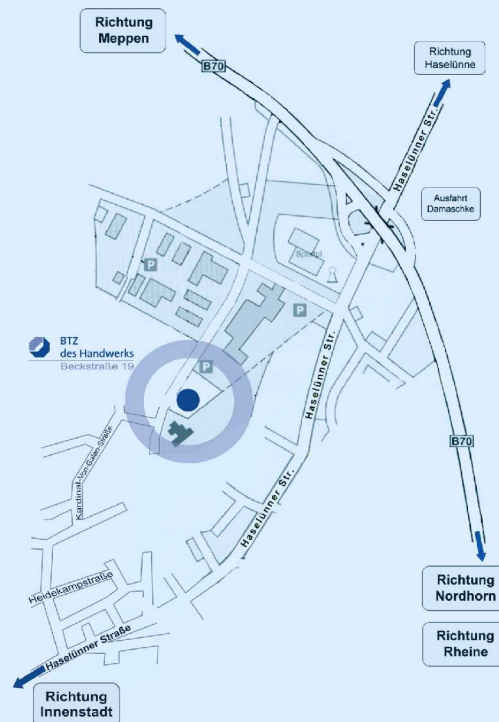 Richtung
Meppen
B70
Richtung
Haselünne
Haselünner Str.
Ausfahrt
Damaschke
P
P
BTZ
des Handwerks
Beckstraße 19
P
Haselünner Str.
Kardinal-von-Galen-Straße
B70
Haselünner Str.
Heidekampstraße
Haselünner Straße
Richtung
Nordhorn
Richtung
Rheine
Richtung
Innenstadt